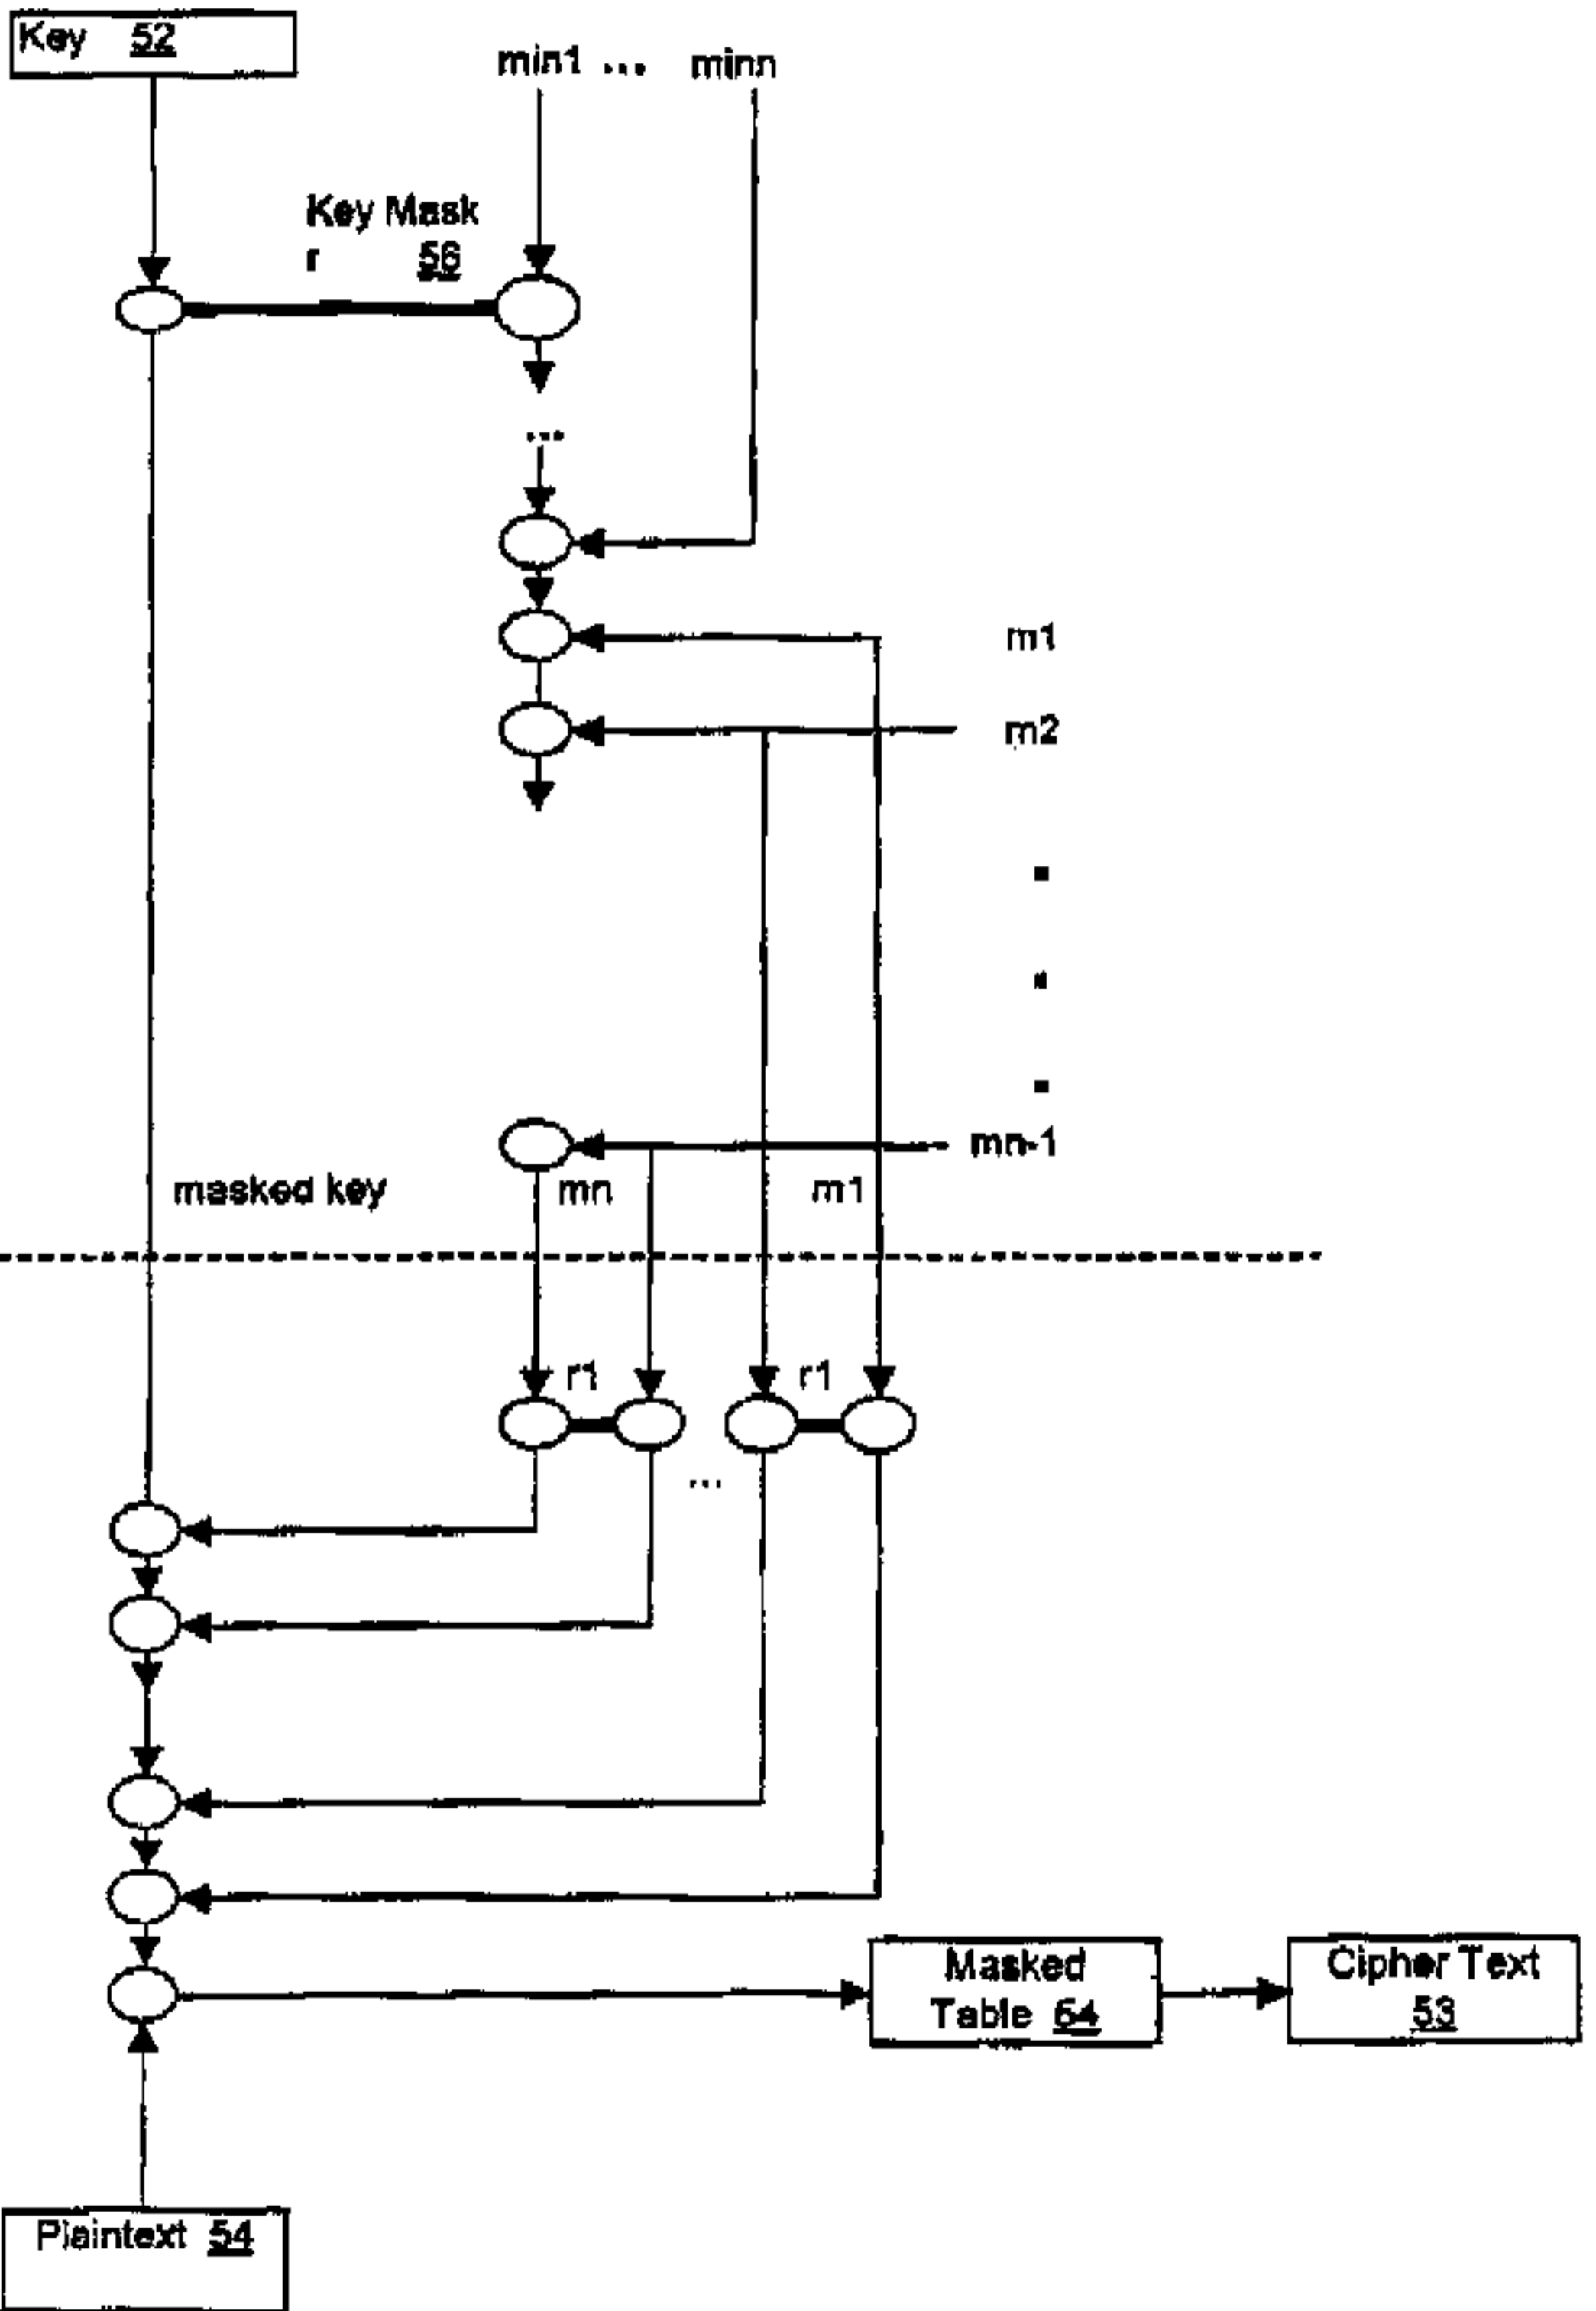 Key 52
min1 ... minn
Key Mask
r 56
...
m1
m2
mn-1
masked key mn m1
r1 r1
...
Masked
Table 64
Cipher Text
53
Plaintext 54